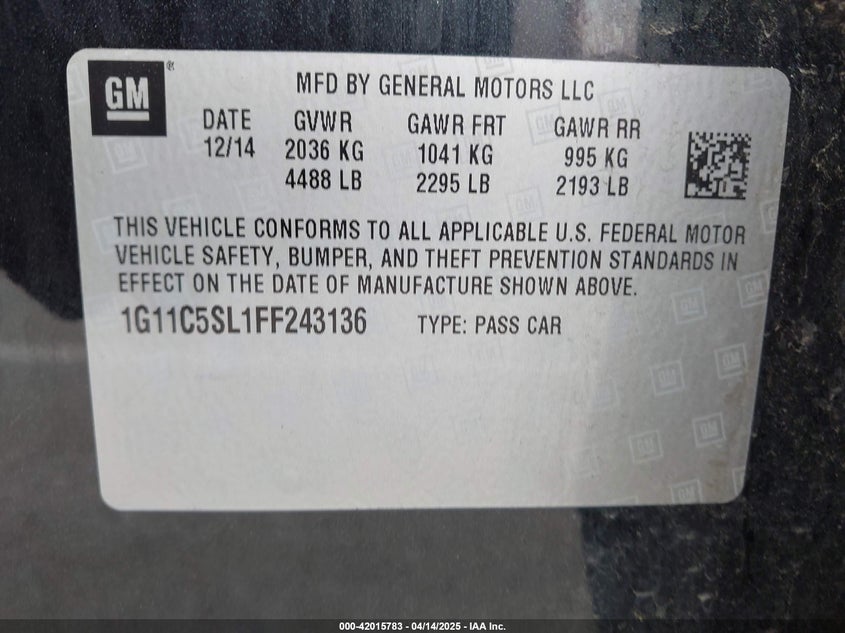 GM®
MFD BY GENERAL MOTORS LLC
DATE GVWR GAWR FRT GAWR RR
12/14 2036 KG 1041 KG 995 KG
4488 LB 2295 LB 2193 LB
THIS VEHICLE CONFORMS TO ALL APPLICABLE U.S. FEDERAL MOTOR
VEHICLE SAFETY, BUMPER, AND THEFT PREVENTION STANDARDS IN
EFFECT ON THE DATE OF MANUFACTURE SHOWN ABOVE.
1G11C5SL1FF243136 TYPE: PASS CAR
000-42015783 - 04/14/2025 - IAA Inc.